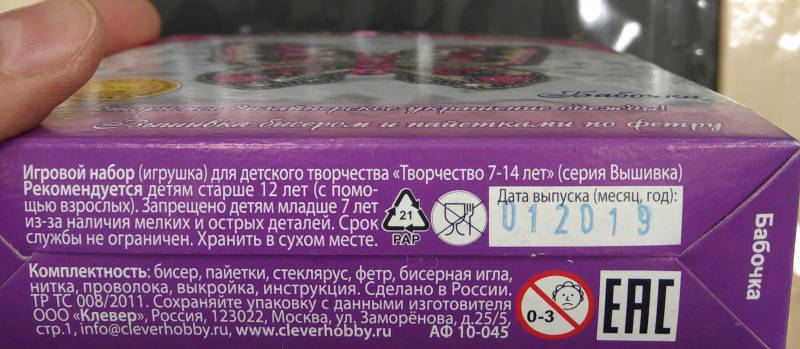 Бабочка
дизайнерское украшение одежды!
Вышивка бисером и пайетками по фетру
Игровой набор (игрушка) для детского творчества «Творчество 7-14 лет» (серия Вышивка)
Рекомендуется детям старше 12 лет (с помо-
щью взрослых). Запрещено детям младше 7 лет
из-за наличия мелких и острых деталей. Срок
службы не ограничен. Хранить в сухом месте.
21
PAP
Дата выпуска (месяц, год):
012019
Бабочка
Комплектность: бисер, пайетки, стеклярус, фетр, бисерная игла,
нитка, проволока, выкройка, инструкция. Сделано в России.
ТР ТС 008/2011. Сохраняйте упаковку с данными изготовителя
ООО «Клевер», Россия, 123022, Москва, ул. Заморёнова, д.25/5,
стр.1, info@cleverhobby.ru, www.cleverhobby.ru АФ 10-045
0-3
ЕАС